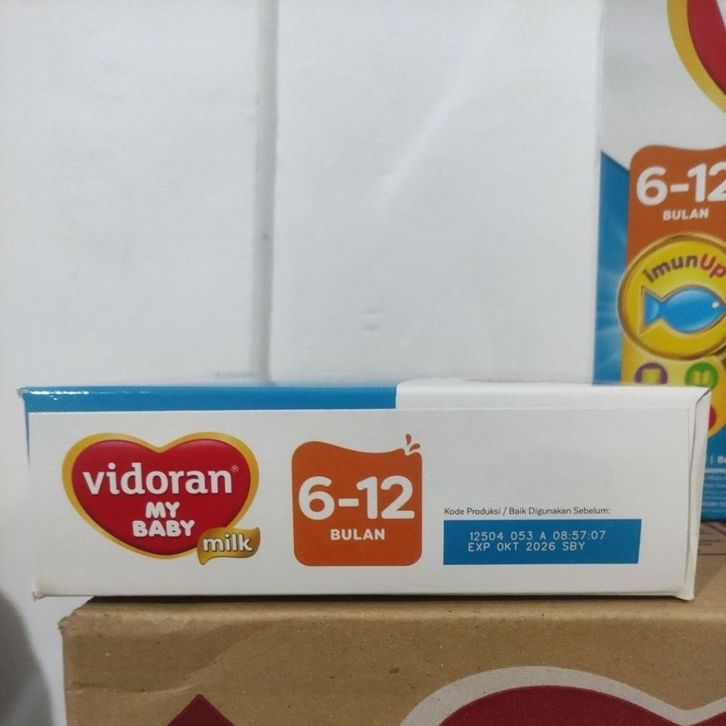 6-12
BULAN
imunUp
vidoran®
MY
BABY
milk
6-12
BULAN
Kode Produksi / Baik Digunakan Sebelum:
12504 053 A 08:57:07
EXP OKT 2026 SBY